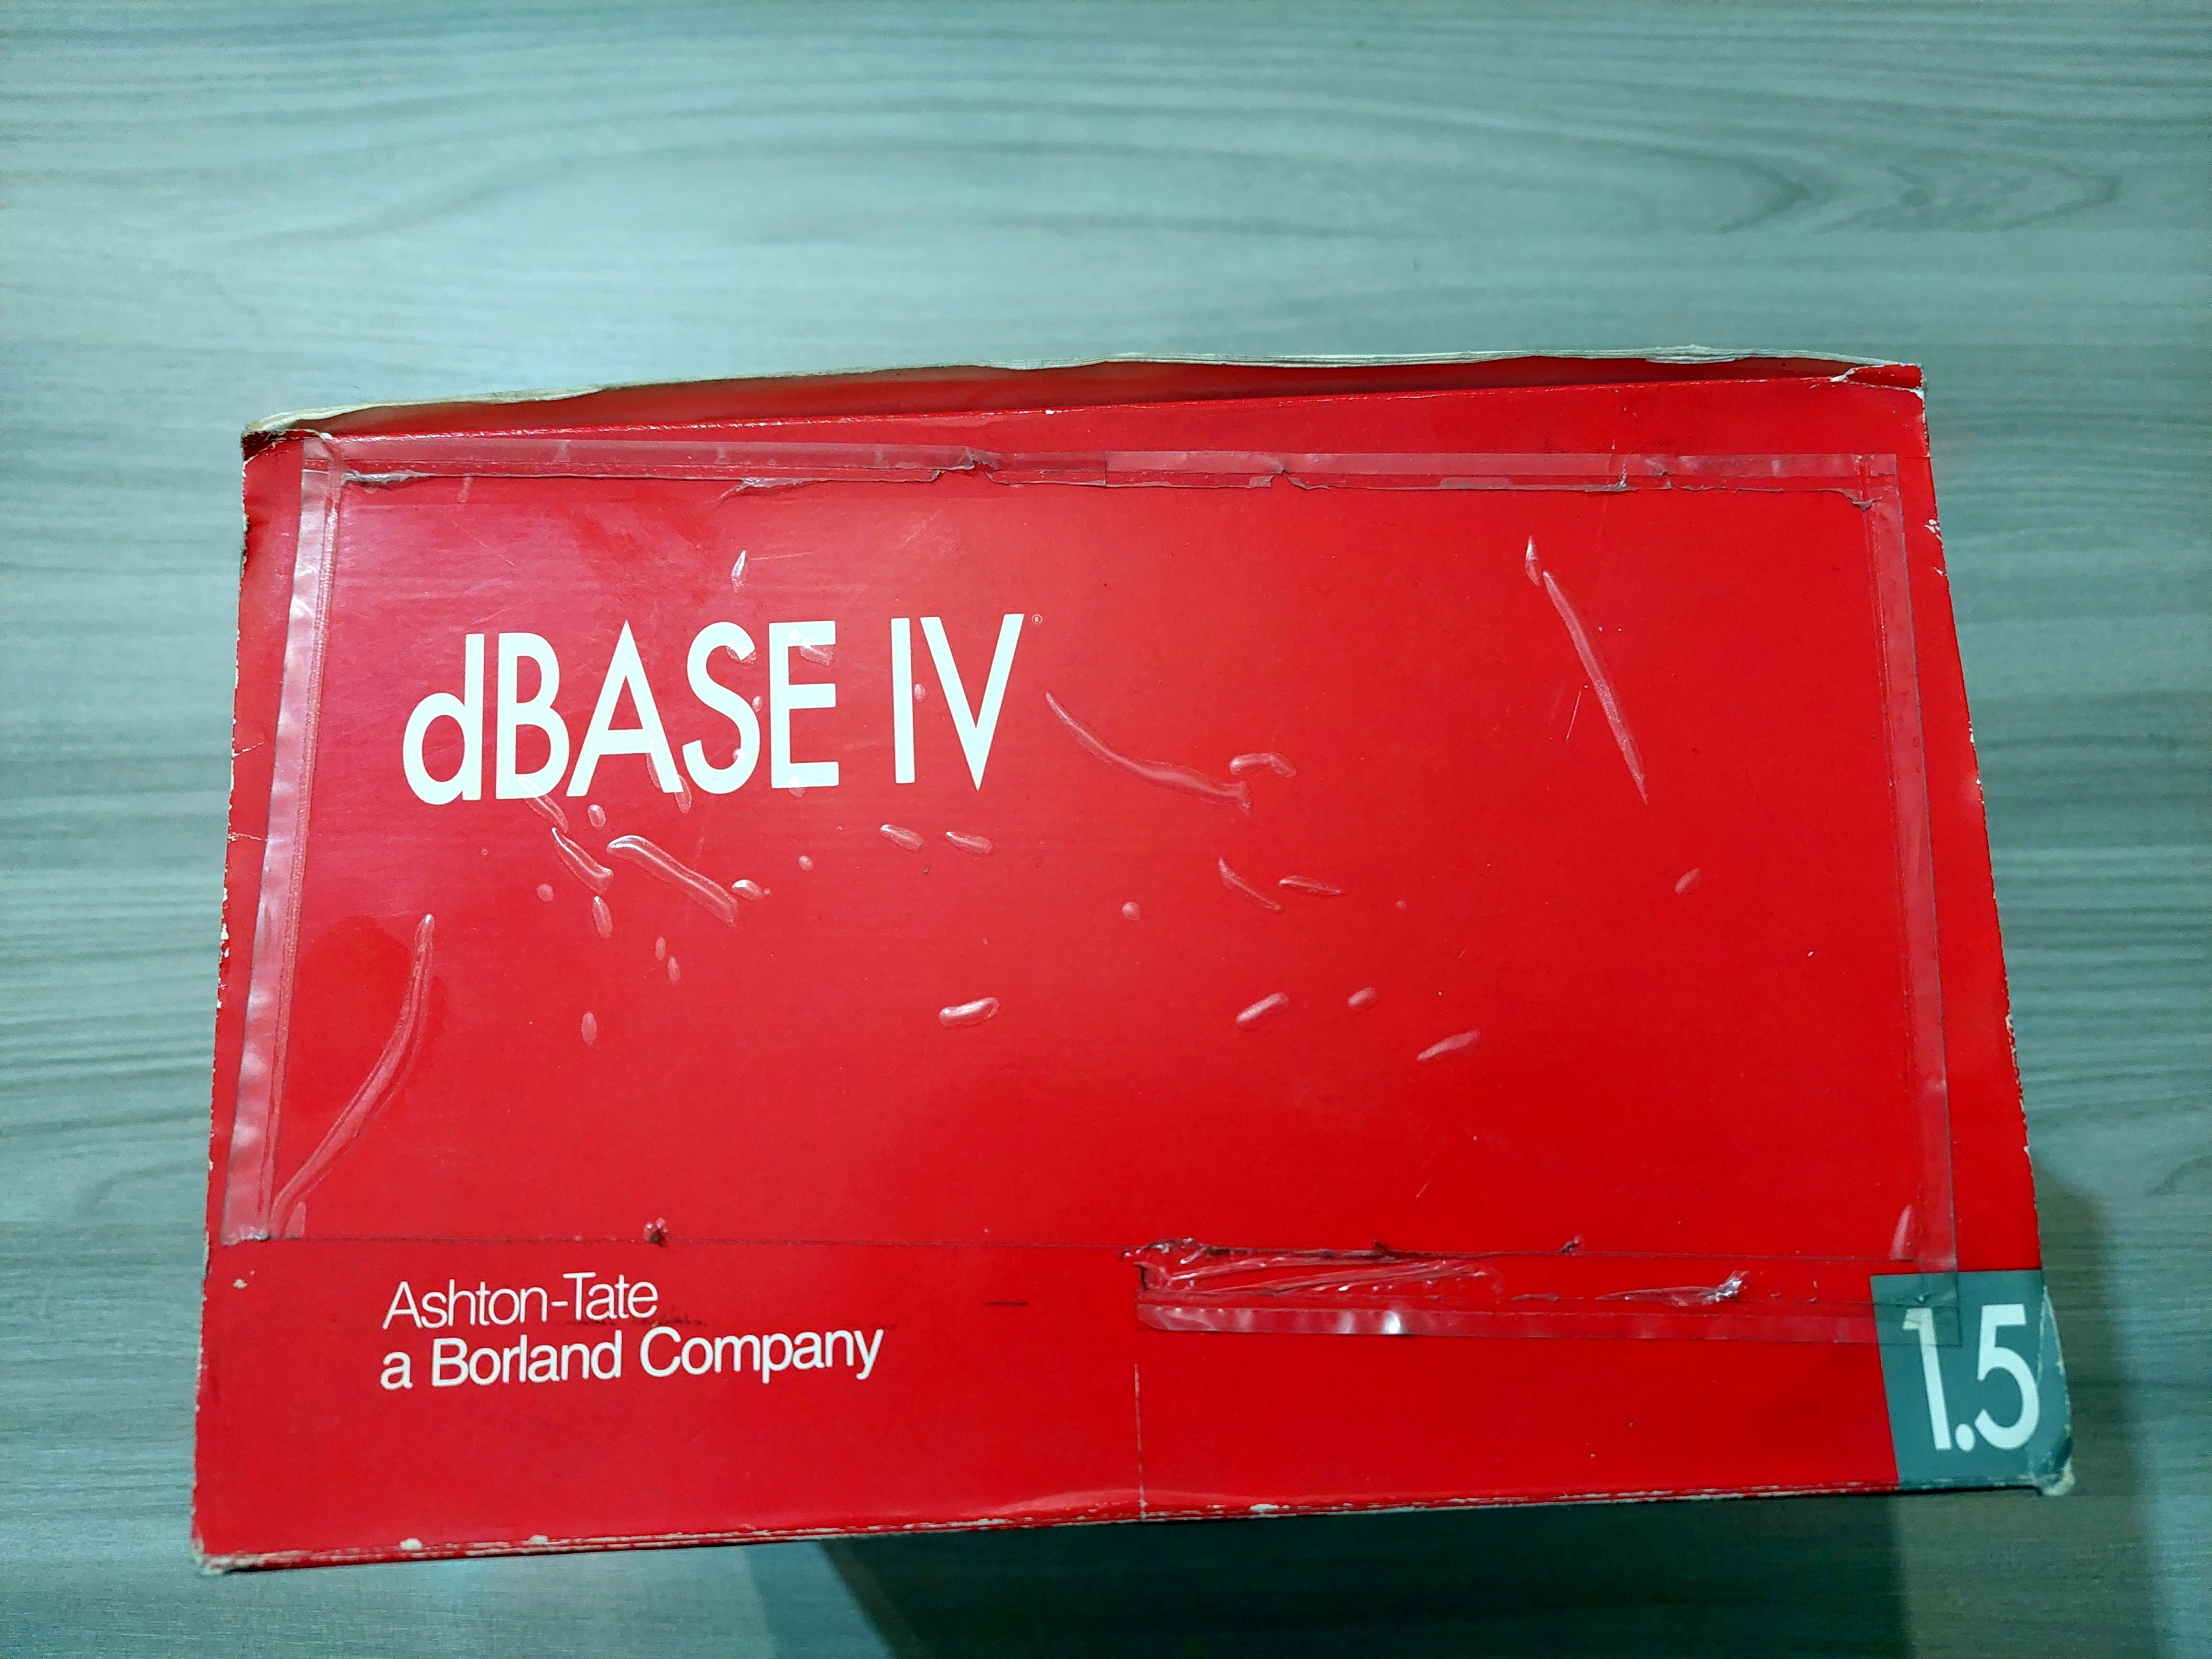 dBASE IV®
Ashton-Tate
a Borland Company
1.5